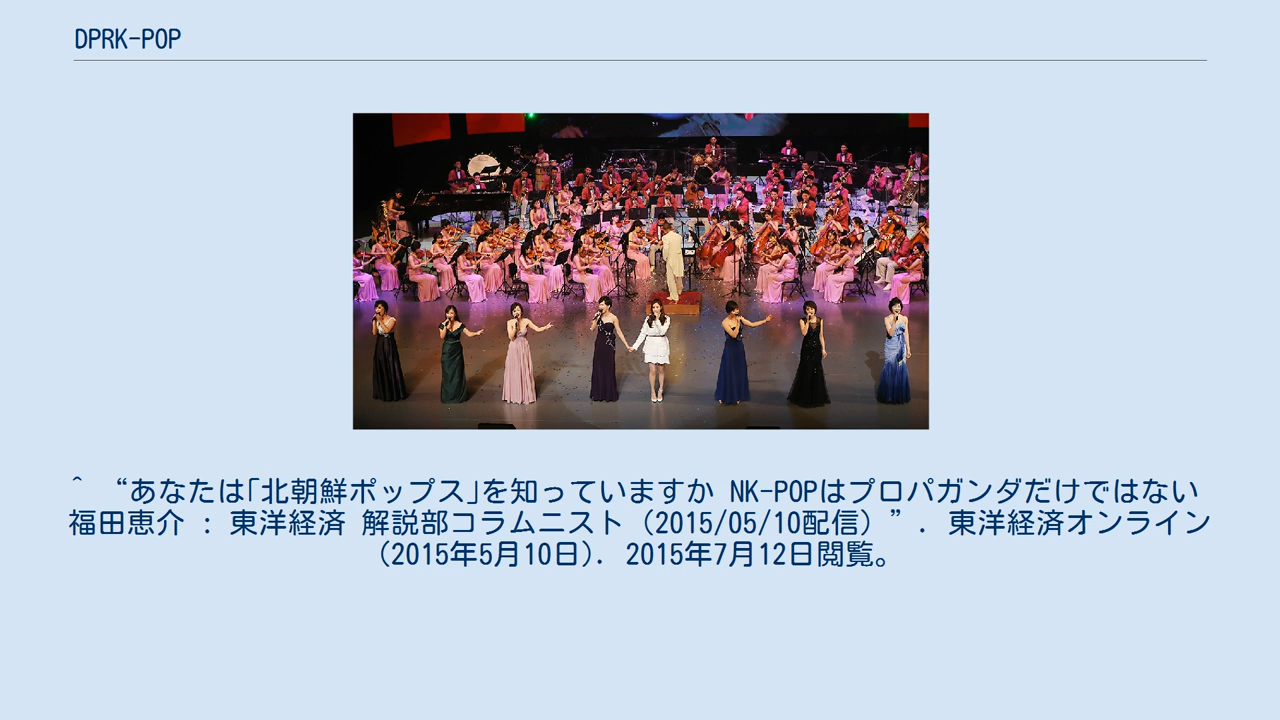 DPRK-POP
^ “あなたは｢北朝鮮ポップス｣を知っていますか NK-POPはプロパガンダだけではない
福田恵介 : 東洋経済 解説部コラムニスト (2015/05/10配信) ”. 東洋経済オンライン
(2015年5月10日). 2015年7月12日閲覧。